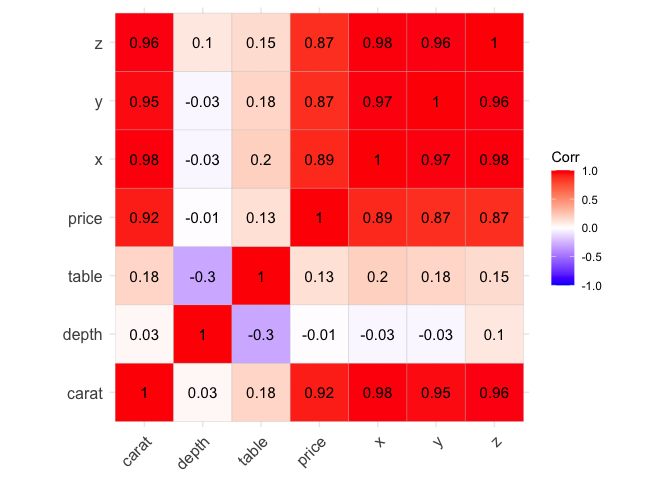 z 0.96 0.1 0.15 0.87 0.98 0.96 1
y 0.95 -0.03 0.18 0.87 0.97 1 0.96
x 0.98 -0.03 0.2 0.89 1 0.97 0.98
price 0.92 -0.01 0.13 1 0.89 0.87 0.87
table 0.18 -0.3 1 0.13 0.2 0.18 0.15
depth 0.03 1 -0.3 -0.01 -0.03 -0.03 0.1
carat 1 0.03 0.18 0.92 0.98 0.95 0.96
carat depth table price x y z
Corr
1.0
0.5
0.0
-0.5
-1.0